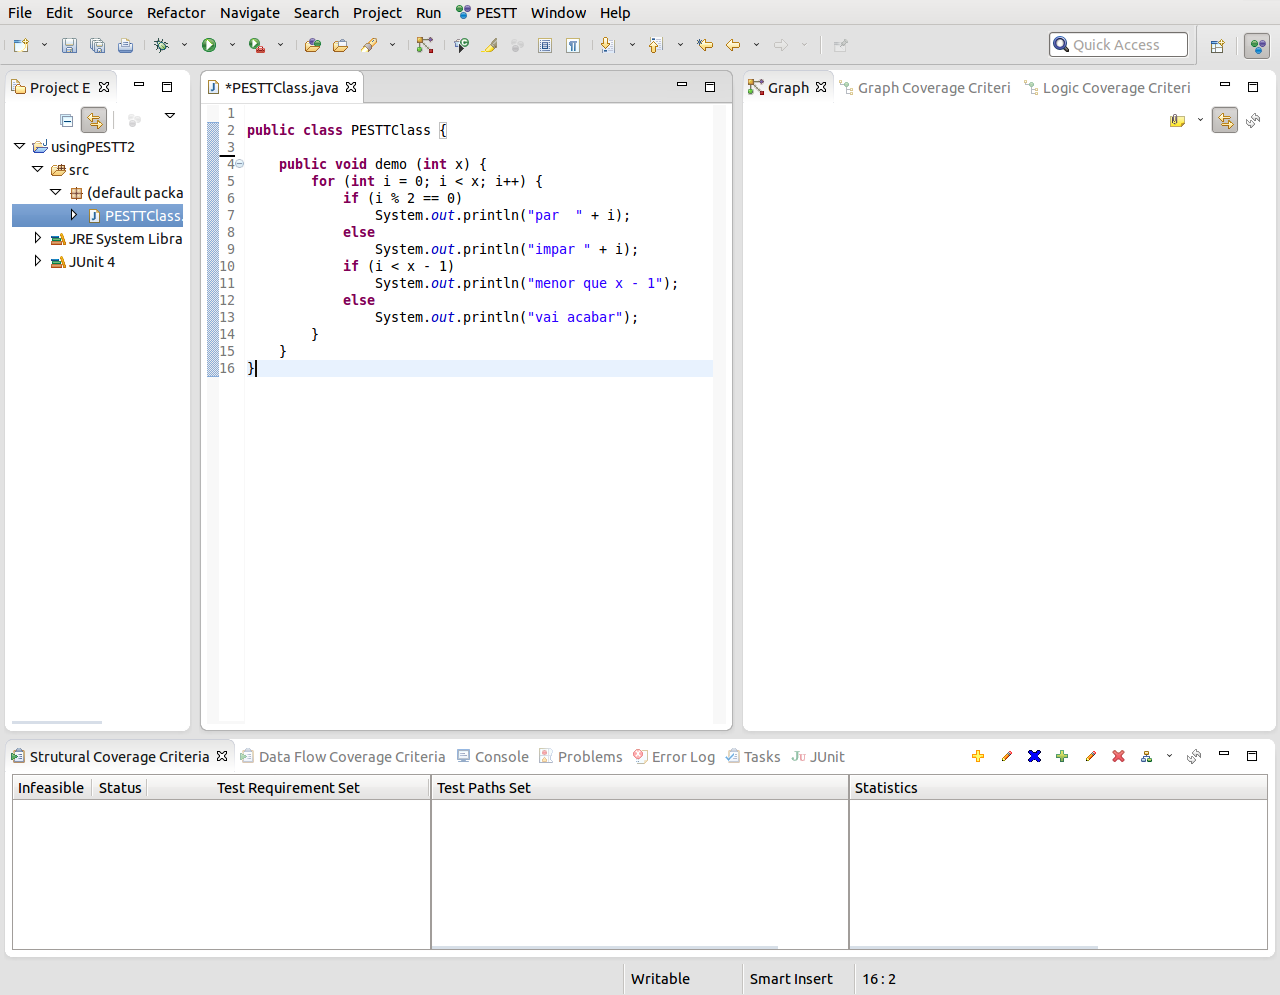 File Edit Source Refactor Navigate Search Project Run PESTT Window Help
Quick Access
Project E
usingPESTT2
src
(default packa
PESTTClass.
JRE System Libra
JUnit 4
*PESTTClass.java
1
2 public class PESTTClass {
3
4 public void demo (int x) {
5 for (int i = 0; i < x; i++) {
6 if (i % 2 == 0)
7 System.out.println("par  " + i);
8 else
9 System.out.println("impar " + i);
10 if (i < x - 1)
11 System.out.println("menor que x - 1");
12 else
13 System.out.println("vai acabar");
14 }
15 }
16 }
Graph Graph Coverage Criteri Logic Coverage Criteri
Strutural Coverage Criteria Data Flow Coverage Criteria Console Problems Error Log Tasks JUnit
Infeasible Status Test Requirement Set Test Paths Set Statistics
Writable Smart Insert 16 : 2